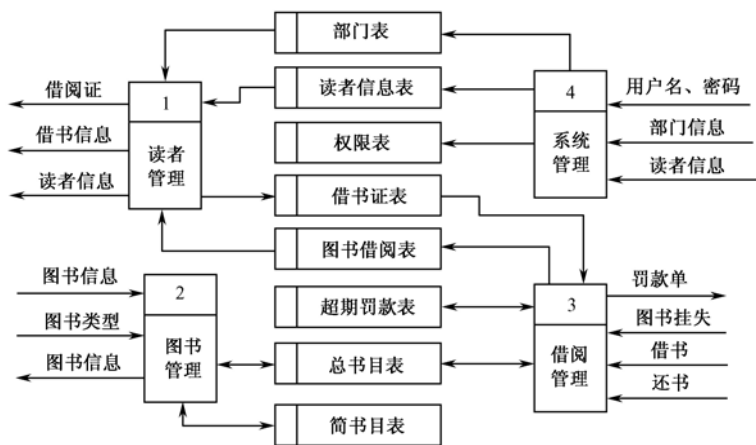 部门表
读者信息表
权限表
借书证表
图书借阅表
超期罚款表
总书目表
简书目表
借阅证
借书信息
读者信息
1
读者
管理
4
系统
管理
用户名、密码
部门信息
读者信息
图书信息
图书类型
图书信息
2
图书
管理
3
借阅
管理
罚款单
图书挂失
借书
还书